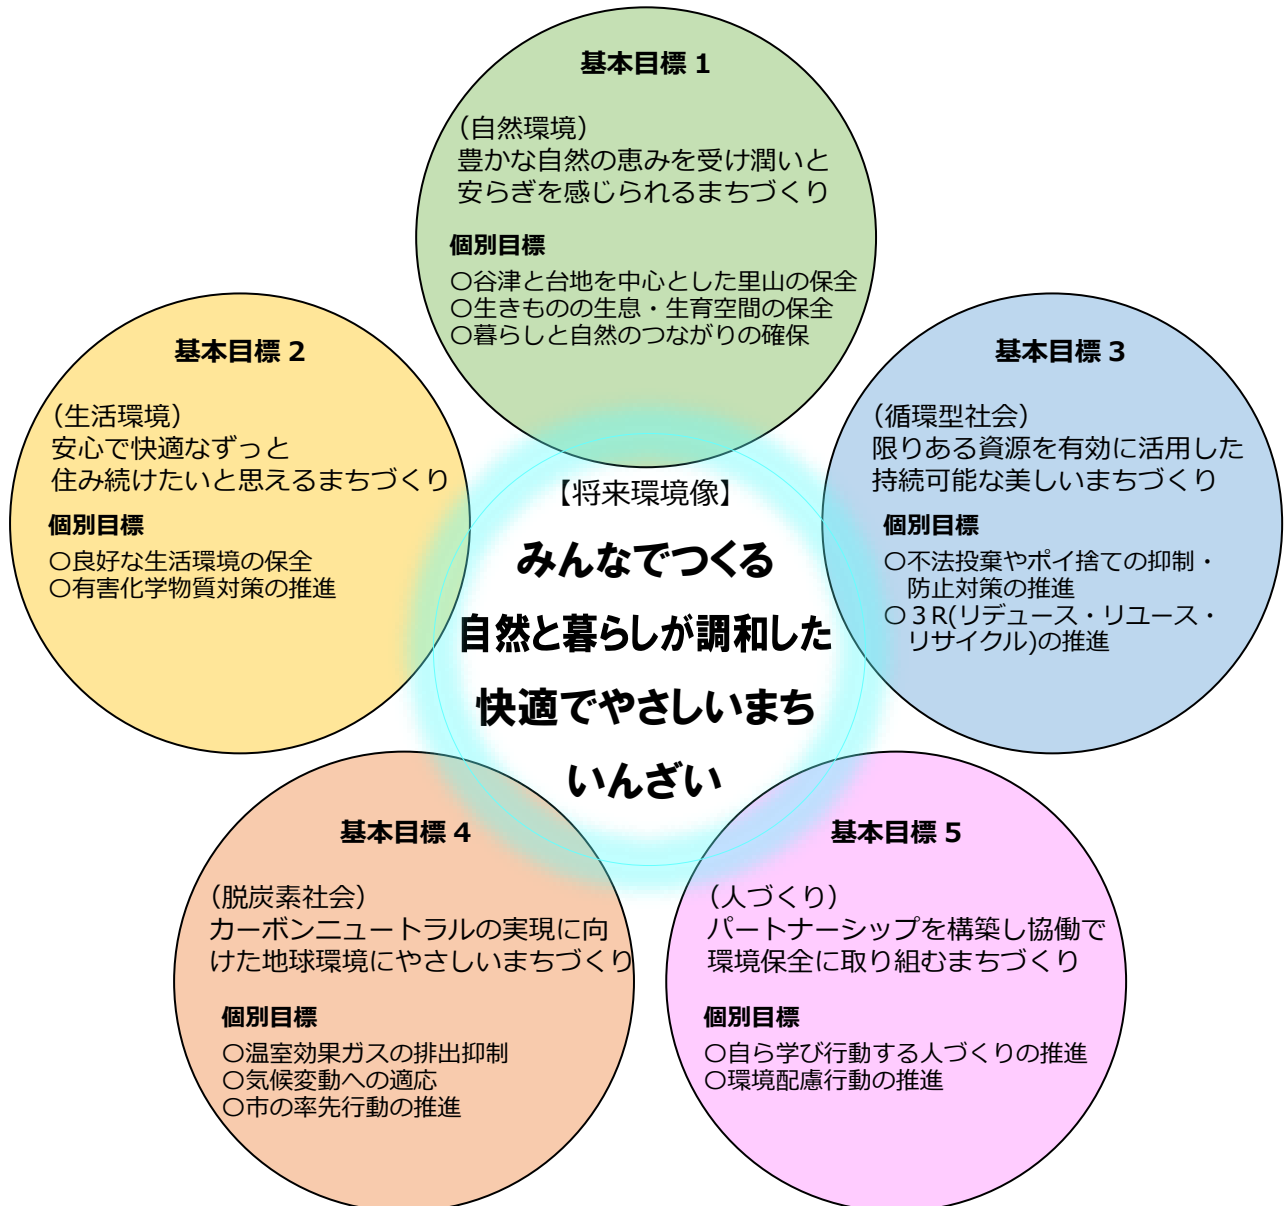 基本目標 1
（自然環境）
豊かな自然の恵みを受け潤いと
安らぎを感じられるまちづくり
個別目標
〇谷津と台地を中心とした里山の保全
〇生きものの生息・生育空間の保全
〇暮らしと自然のつながりの確保
基本目標 2
（生活環境）
安心で快適なずっと
住み続けたいと思えるまちづくり
個別目標
〇良好な生活環境の保全
〇有害化学物質対策の推進
基本目標 3
（循環型社会）
限りある資源を有効に活用した
持続可能な美しいまちづくり
個別目標
〇不法投棄やポイ捨ての抑制・
防止対策の推進
〇３R(リデュース・リユース・
リサイクル)の推進
【将来環境像】
みんなでつくる
自然と暮らしが調和した
快適でやさしいまち
いんざい
基本目標 4
（脱炭素社会）
カーボンニュートラルの実現に向
けた地球環境にやさしいまちづくり
個別目標
〇温室効果ガスの排出抑制
〇気候変動への適応
〇市の率先行動の推進
基本目標 5
（人づくり）
パートナーシップを構築し協働で
環境保全に取り組むまちづくり
個別目標
〇自ら学び行動する人づくりの推進
〇環境配慮行動の推進